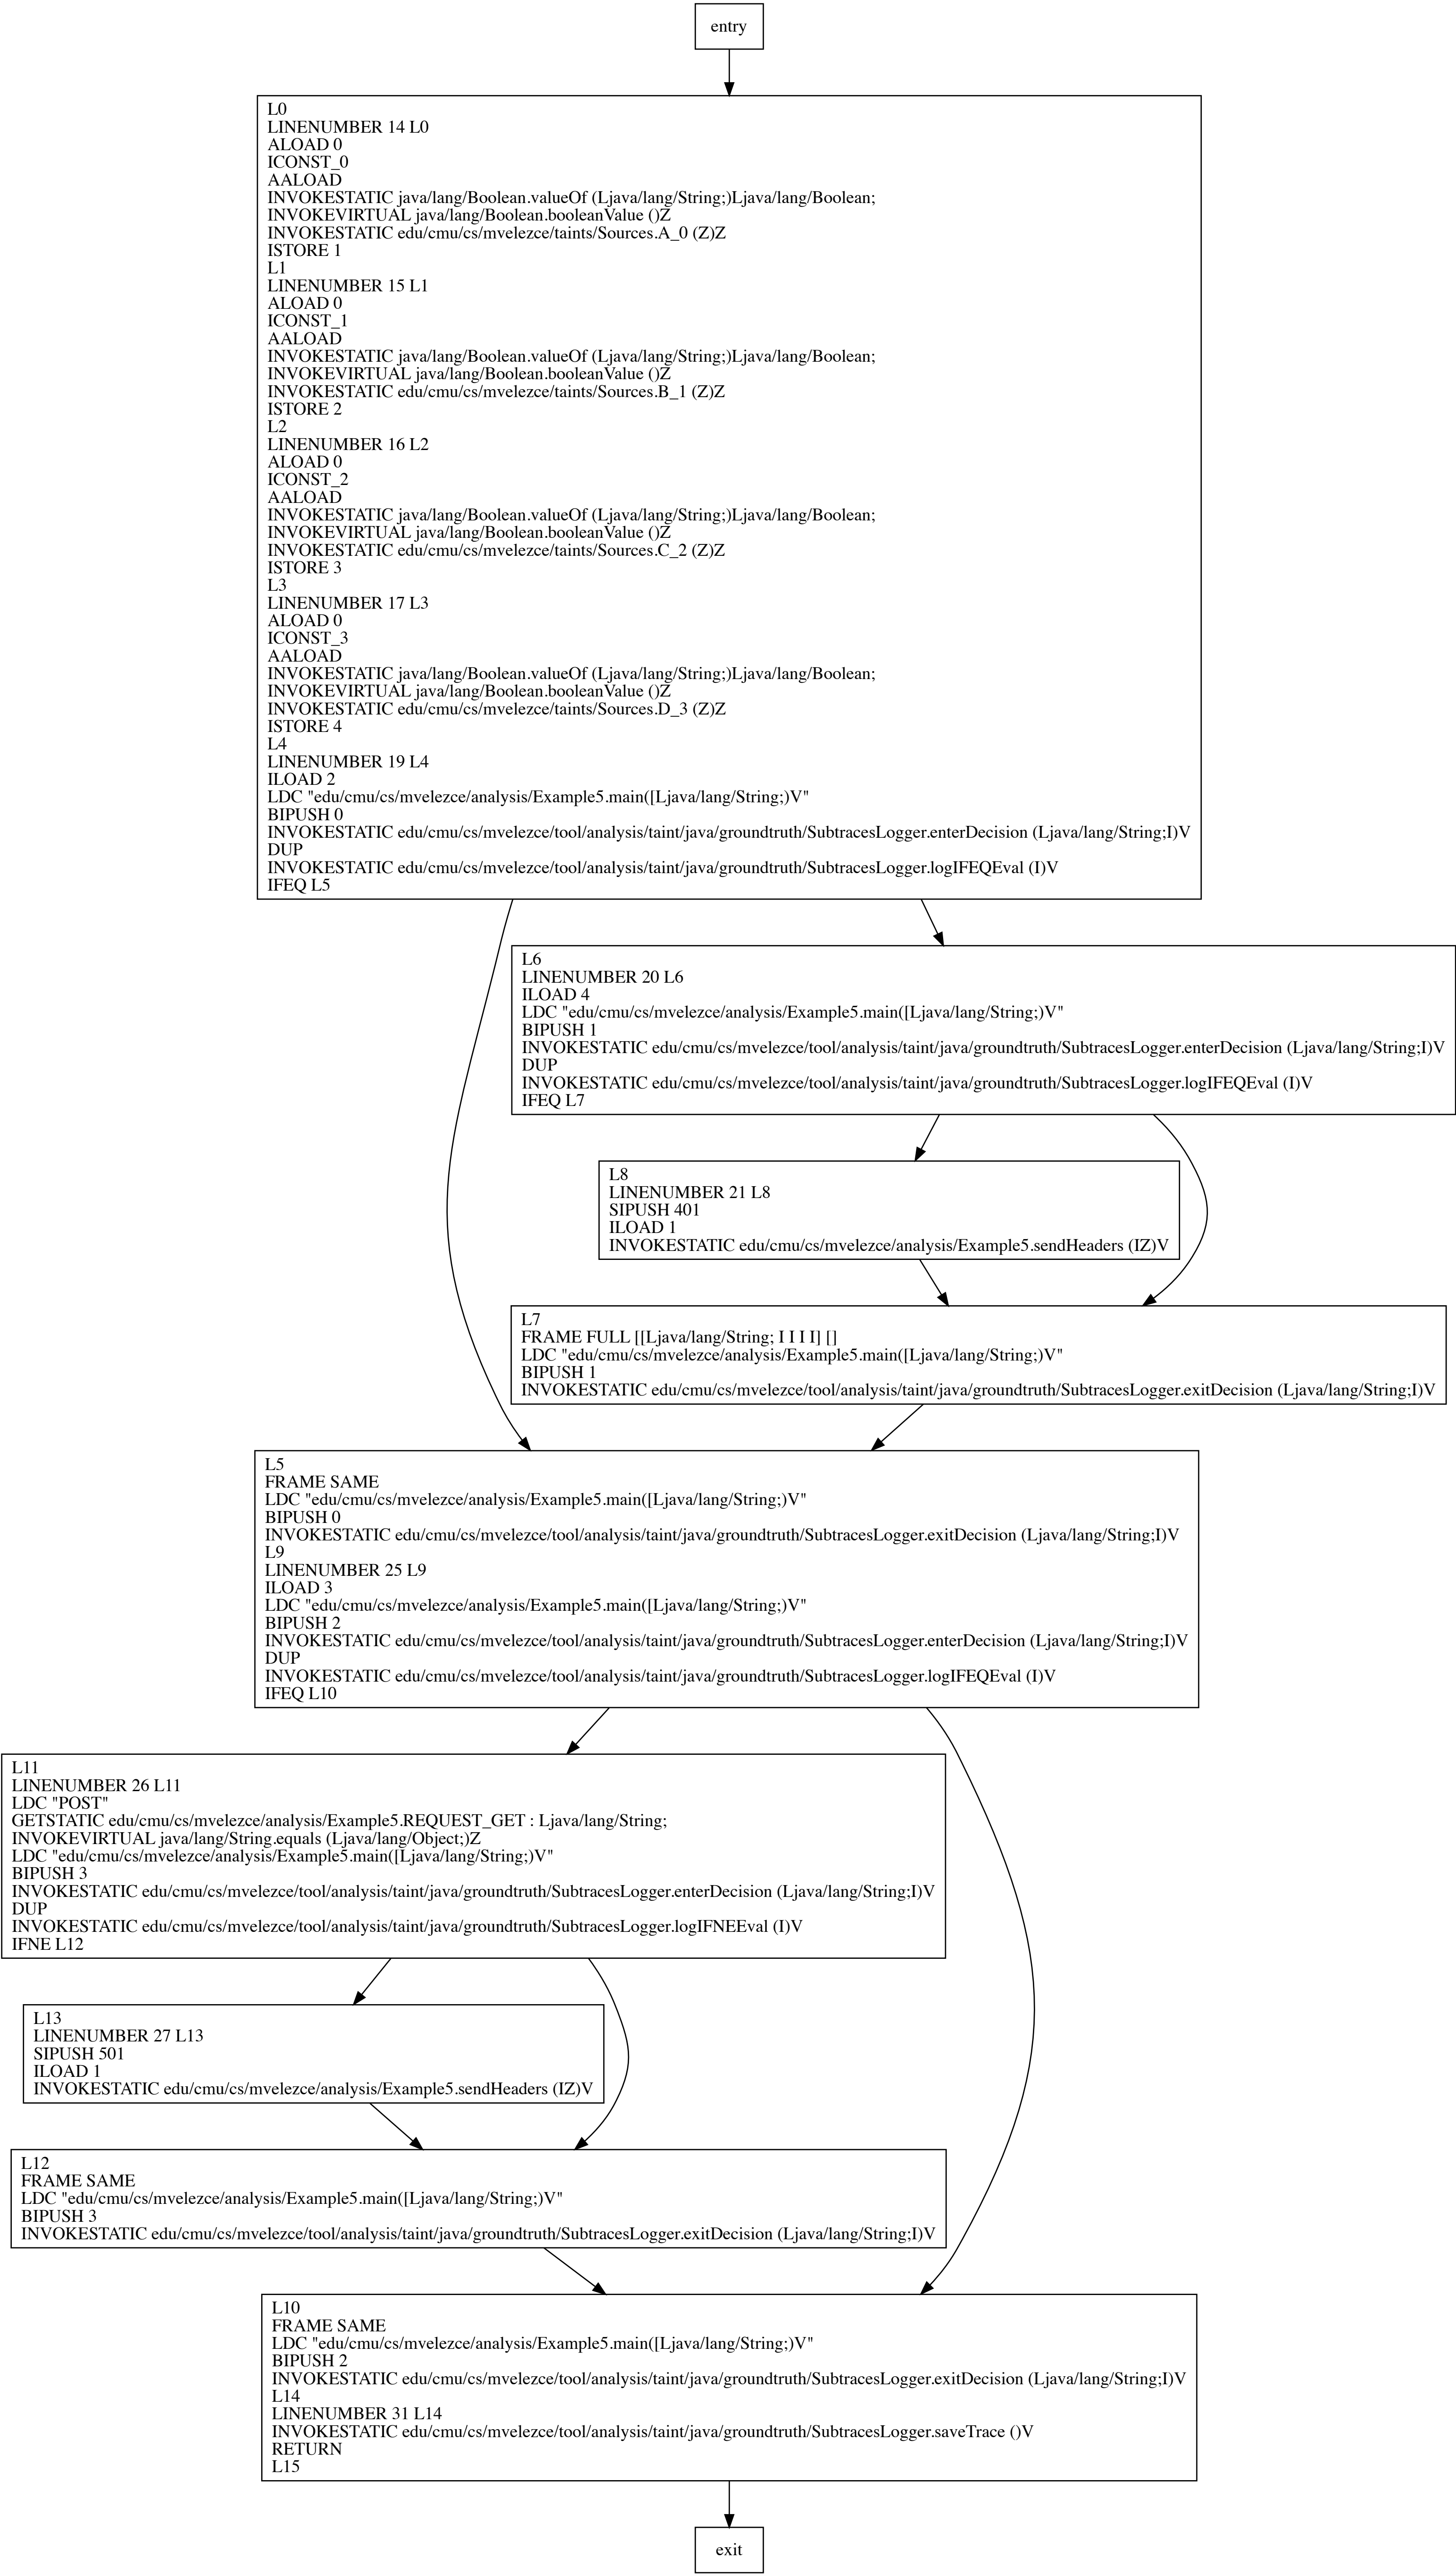 entry
L0
LINENUMBER 14 L0
ALOAD 0
ICONST_0
AALOAD
INVOKESTATIC java/lang/Boolean.valueOf (Ljava/lang/String;)Ljava/lang/Boolean;
INVOKEVIRTUAL java/lang/Boolean.booleanValue ()Z
INVOKESTATIC edu/cmu/cs/mvelezce/taints/Sources.A_0 (Z)Z
ISTORE 1
L1
LINENUMBER 15 L1
ALOAD 0
ICONST_1
AALOAD
INVOKESTATIC java/lang/Boolean.valueOf (Ljava/lang/String;)Ljava/lang/Boolean;
INVOKEVIRTUAL java/lang/Boolean.booleanValue ()Z
INVOKESTATIC edu/cmu/cs/mvelezce/taints/Sources.B_1 (Z)Z
ISTORE 2
L2
LINENUMBER 16 L2
ALOAD 0
ICONST_2
AALOAD
INVOKESTATIC java/lang/Boolean.valueOf (Ljava/lang/String;)Ljava/lang/Boolean;
INVOKEVIRTUAL java/lang/Boolean.booleanValue ()Z
INVOKESTATIC edu/cmu/cs/mvelezce/taints/Sources.C_2 (Z)Z
ISTORE 3
L3
LINENUMBER 17 L3
ALOAD 0
ICONST_3
AALOAD
INVOKESTATIC java/lang/Boolean.valueOf (Ljava/lang/String;)Ljava/lang/Boolean;
INVOKEVIRTUAL java/lang/Boolean.booleanValue ()Z
INVOKESTATIC edu/cmu/cs/mvelezce/taints/Sources.D_3 (Z)Z
ISTORE 4
L4
LINENUMBER 19 L4
ILOAD 2
LDC "edu/cmu/cs/mvelezce/analysis/Example5.main([Ljava/lang/String;)V"
BIPUSH 0
INVOKESTATIC edu/cmu/cs/mvelezce/tool/analysis/taint/java/groundtruth/SubtracesLogger.enterDecision (Ljava/lang/String;I)V
DUP
INVOKESTATIC edu/cmu/cs/mvelezce/tool/analysis/taint/java/groundtruth/SubtracesLogger.logIFEQEval (I)V
IFEQ L5
L6
LINENUMBER 20 L6
ILOAD 4
LDC "edu/cmu/cs/mvelezce/analysis/Example5.main([Ljava/lang/String;)V"
BIPUSH 1
INVOKESTATIC edu/cmu/cs/mvelezce/tool/analysis/taint/java/groundtruth/SubtracesLogger.enterDecision (Ljava/lang/String;I)V
DUP
INVOKESTATIC edu/cmu/cs/mvelezce/tool/analysis/taint/java/groundtruth/SubtracesLogger.logIFEQEval (I)V
IFEQ L7
L8
LINENUMBER 21 L8
SIPUSH 401
ILOAD 1
INVOKESTATIC edu/cmu/cs/mvelezce/analysis/Example5.sendHeaders (IZ)V
L7
FRAME FULL [[Ljava/lang/String; I I I I] []
LDC "edu/cmu/cs/mvelezce/analysis/Example5.main([Ljava/lang/String;)V"
BIPUSH 1
INVOKESTATIC edu/cmu/cs/mvelezce/tool/analysis/taint/java/groundtruth/SubtracesLogger.exitDecision (Ljava/lang/String;I)V
L5
FRAME SAME
LDC "edu/cmu/cs/mvelezce/analysis/Example5.main([Ljava/lang/String;)V"
BIPUSH 0
INVOKESTATIC edu/cmu/cs/mvelezce/tool/analysis/taint/java/groundtruth/SubtracesLogger.exitDecision (Ljava/lang/String;I)V
L9
LINENUMBER 25 L9
ILOAD 3
LDC "edu/cmu/cs/mvelezce/analysis/Example5.main([Ljava/lang/String;)V"
BIPUSH 2
INVOKESTATIC edu/cmu/cs/mvelezce/tool/analysis/taint/java/groundtruth/SubtracesLogger.enterDecision (Ljava/lang/String;I)V
DUP
INVOKESTATIC edu/cmu/cs/mvelezce/tool/analysis/taint/java/groundtruth/SubtracesLogger.logIFEQEval (I)V
IFEQ L10
L11
LINENUMBER 26 L11
LDC "POST"
GETSTATIC edu/cmu/cs/mvelezce/analysis/Example5.REQUEST_GET : Ljava/lang/String;
INVOKEVIRTUAL java/lang/String.equals (Ljava/lang/Object;)Z
LDC "edu/cmu/cs/mvelezce/analysis/Example5.main([Ljava/lang/String;)V"
BIPUSH 3
INVOKESTATIC edu/cmu/cs/mvelezce/tool/analysis/taint/java/groundtruth/SubtracesLogger.enterDecision (Ljava/lang/String;I)V
DUP
INVOKESTATIC edu/cmu/cs/mvelezce/tool/analysis/taint/java/groundtruth/SubtracesLogger.logIFNEEval (I)V
IFNE L12
L13
LINENUMBER 27 L13
SIPUSH 501
ILOAD 1
INVOKESTATIC edu/cmu/cs/mvelezce/analysis/Example5.sendHeaders (IZ)V
L12
FRAME SAME
LDC "edu/cmu/cs/mvelezce/analysis/Example5.main([Ljava/lang/String;)V"
BIPUSH 3
INVOKESTATIC edu/cmu/cs/mvelezce/tool/analysis/taint/java/groundtruth/SubtracesLogger.exitDecision (Ljava/lang/String;I)V
L10
FRAME SAME
LDC "edu/cmu/cs/mvelezce/analysis/Example5.main([Ljava/lang/String;)V"
BIPUSH 2
INVOKESTATIC edu/cmu/cs/mvelezce/tool/analysis/taint/java/groundtruth/SubtracesLogger.exitDecision (Ljava/lang/String;I)V
L14
LINENUMBER 31 L14
INVOKESTATIC edu/cmu/cs/mvelezce/tool/analysis/taint/java/groundtruth/SubtracesLogger.saveTrace ()V
RETURN
L15
exit